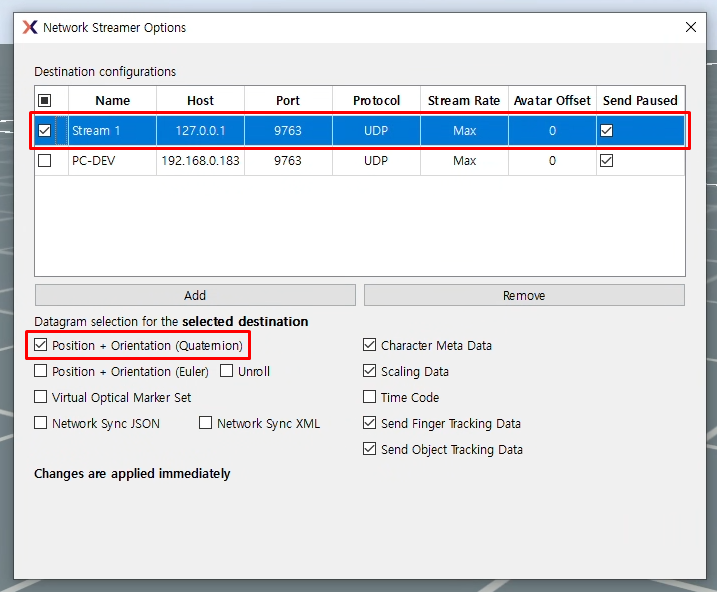 Network Streamer Options
Destination configurations
Name Host Port Protocol Stream Rate Avatar Offset Send Paused
Stream 1 127.0.0.1 9763 UDP Max 0
PC-DEV 192.168.0.183 9763 UDP Max 0
Add Remove
Datagram selection for the selected destination
Position + Orientation (Quaternion) Character Meta Data
Position + Orientation (Euler) Unroll Scaling Data
Virtual Optical Marker Set Time Code
Network Sync JSON Network Sync XML Send Finger Tracking Data
Send Object Tracking Data
Changes are applied immediately